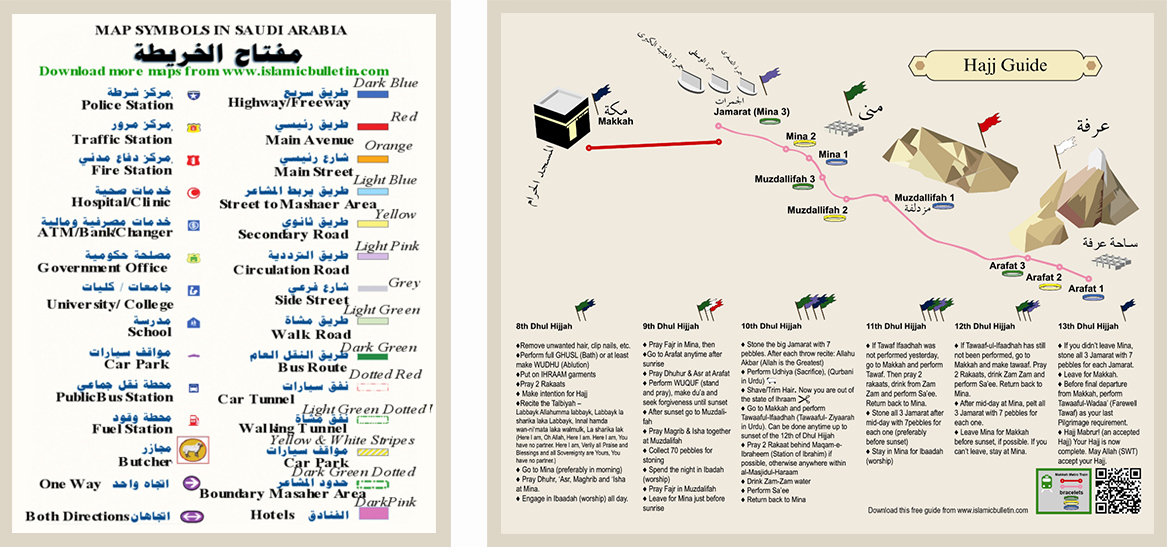 MAP SYMBOLS IN SAUDI ARABIA
مفتاح الخريطة
Download more maps from www.islamicbulletin.com
مركز شرطة
Police Station
مركز مرور
Traffic Station
مركز دفاع مدني
Fire Station
خدمات صحية
Hospital/Clinic
خدمات مصرفية ومالية
ATM/Bank/Changer
مصلحة حكومية
Government Office
جامعات / كليات
University/ College
مدرسة
School
مواقف سيارات
Car Park
محطة نقل جماعي
PublicBus Station
محطة وقود
Fuel Station
مجازر
Butcher
One Way اتجاه واحد
Both Directions اتجاهان
Dark Blue
طريق سريع
Highway/Freeway
Red
طريق رئيسي
Main Avenue
Orange
شارع رئيسي
Main Street
Light Blue
طريق يربط المشاعر
Street to Mashaer Area
Yellow
طريق ثانوي
Secondary Road
Light Pink
طريق الترددية
Circulation Road
Grey
شارع فرعي
Side Street
Light Green
طريق مشاة
Walk Road
Dark Green
طريق النقل العام
Bus Route
Dotted Red
نفق سيارات
Car Tunnel
Light Green Dotted
نفق مشاة
Walking Tunnel
Yellow & White Stripes
مواقف سيارات
Car Park
Dark Green Dotted
حدود المشاعر
Boundary Masaher Area
DarkPink
Hotels الفنادق
Hajj Guide
جمرة العقبة الكبرى
الجمرات
Jamarat (Mina 3)
مكة
Makkah
المسجد الحرام
منى
Mina 2
Mina 1
Muzdallifah 3
Muzdallifah 2
Muzdallifah 1
مزدلفة
عرفة
ساحة عرفة
Arafat 3
Arafat 2
Arafat 1
8th Dhul Hijjah
♦Remove unwanted hair, clip nails, etc.
♦Perform full GHUSL (Bath) or at least
make WUDHU (Ablution)
♦Put on IHRAAM garments
♦Pray 2 Rakaats
♦ Make intention for Hajj
♦Recite the Talbiyah –
Labbayk Allahumma labbayk, Labbayk la
sharika laka Labbayk, Innal hamda
wan-ni'mata laka walmulk, La sharika lak
(Here I am, Oh Allah, Here I am. Here I am, You
have no partner. Here I am, Verily all Praise and
Blessings and all Sovereignty are Yours, You
have no partner.)
♦ Go to Mina (preferably in morning)
♦ Pray Dhuhr, 'Asr, Maghrib and 'Isha
at Mina.
♦ Engage in Ibaadah (worship) all day.
9th Dhul Hijjah
♦ Pray Fajr in Mina, then
♦Go to Arafat anytime after
sunrise
♦ Pray Dhuhur & Asr at Arafat
♦ Perform WUQUF (stand
and pray), make du'a and
seek forgiveness until sunset
♦ After sunset go to Muzdali-
fah
♦ Pray Magrib & Isha together
at Muzdalifah
♦ Collect 70 pebbles for
stoning
♦ Spend the night in Ibadah
(worship)
♦ Pray Fajr in Muzdalifah
♦ Leave for Mina just before
sunrise
10th Dhul Hijjah
♦ Stone the big Jamarat with 7
pebbles. After each throw recite: Allahu
Akbar (Allah is the Greatest)
♦ Perform Udhiya (Sacrifice), (Qurbani
in Urdu)
♦ Shave/Trim Hair. Now you are out of
the state of Ihraam
♦ Go to Makkah and perform
Tawaaful-Ifaadhah (Tawaaful- Ziyaarah
in Urdu). Can be done anytime up to
sunset of the 12th of Dhul Hijjah
♦ Pray 2 Rakaat behind Maqam-e-
Ibraheem (Station of Ibrahim) if
possible, otherwise anywhere within
al-Masjidul-Haraam
♦ Drink Zam-Zam water
♦ Perform Sa'ee
♦ Return back to Mina
11th Dhul Hijjah
♦ If Tawaf Ifaadhah was
not performed yesterday,
go to Makkah and perform
Tawaf. Then pray 2
rakaats, drink from Zam
Zam and perform Sa'ee.
Return back to Mina.
♦ Stone all 3 Jamarat after
mid-day with 7pebbles for
each one (preferably
before sunset)
♦ Stay in Mina for Ibaadah
(worship)
12th Dhul Hijjah
♦ If Tawaaf-ul-Ifaadhah has still
not been performed, go to
Makkah and make tawaaf. Pray
2 Rakaats, drink Zam Zam and
perform Sa'ee. Return back to
Mina.
♦ After mid-day at Mina, pelt all
3 Jamarat with 7 pebbles for
each one.
♦ Leave Mina for Makkah
before sunset, if possible. If you
can't leave, stay at Mina.
13th Dhul Hijjah
♦ If you didn't leave Mina,
stone all 3 Jamarat with 7
pebbles for each Jamarat.
♦ Leave for Makkah.
♦ Before final departure
from Makkah, perform
Tawaaful-Wadaa' (Farewell
Tawaf) as your last
Pilgrimage requirement.
♦ Hajj Mabrur! (an accepted
Hajj) Your Hajj is now
complete. May Allah (SWT)
accept your Hajj.
Makkah Metro Train
bracelets
Download this free guide from www.islamicbulletin.com